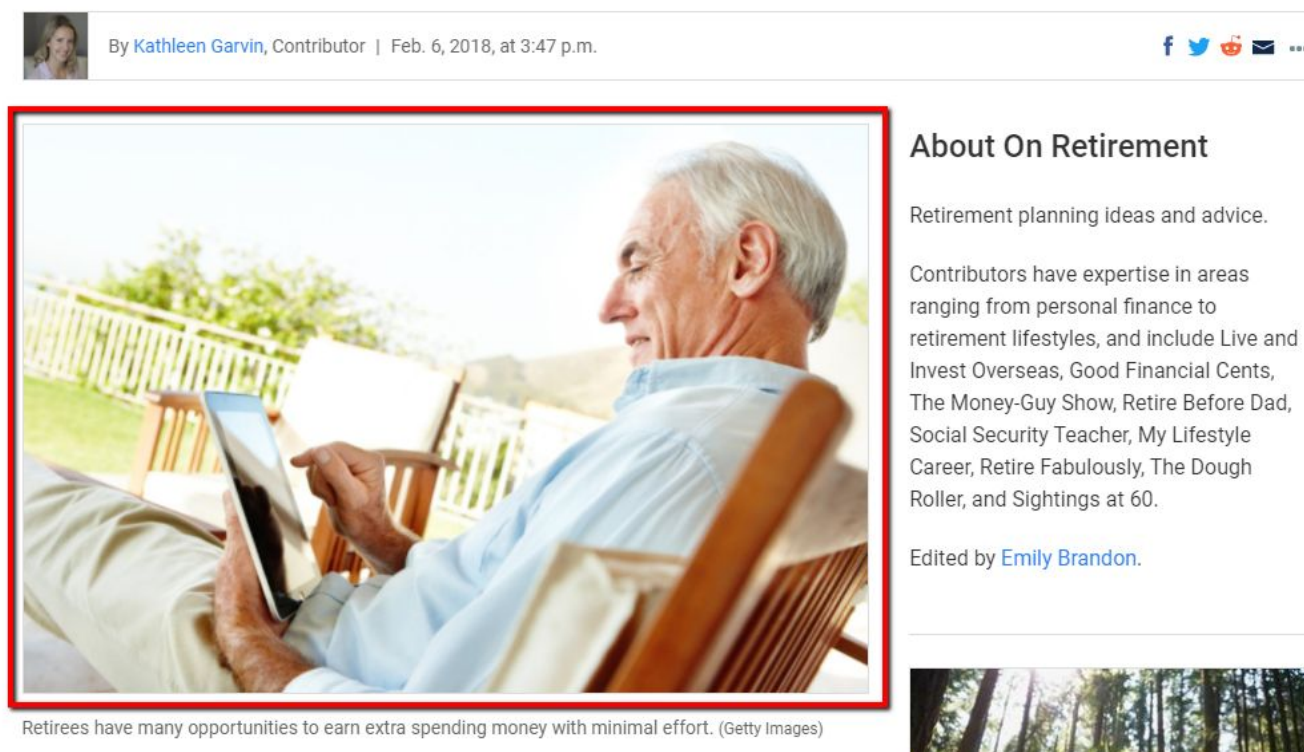 By Kathleen Garvin, Contributor | Feb. 6, 2018, at 3:47 p.m.
About On Retirement
Retirement planning ideas and advice.
Contributors have expertise in areas
ranging from personal finance to
retirement lifestyles, and include Live and
Invest Overseas, Good Financial Cents,
The Money-Guy Show, Retire Before Dad,
Social Security Teacher, My Lifestyle
Career, Retire Fabulously, The Dough
Roller, and Sightings at 60.
Edited by Emily Brandon.
Retirees have many opportunities to earn extra spending money with minimal effort. (Getty Images)